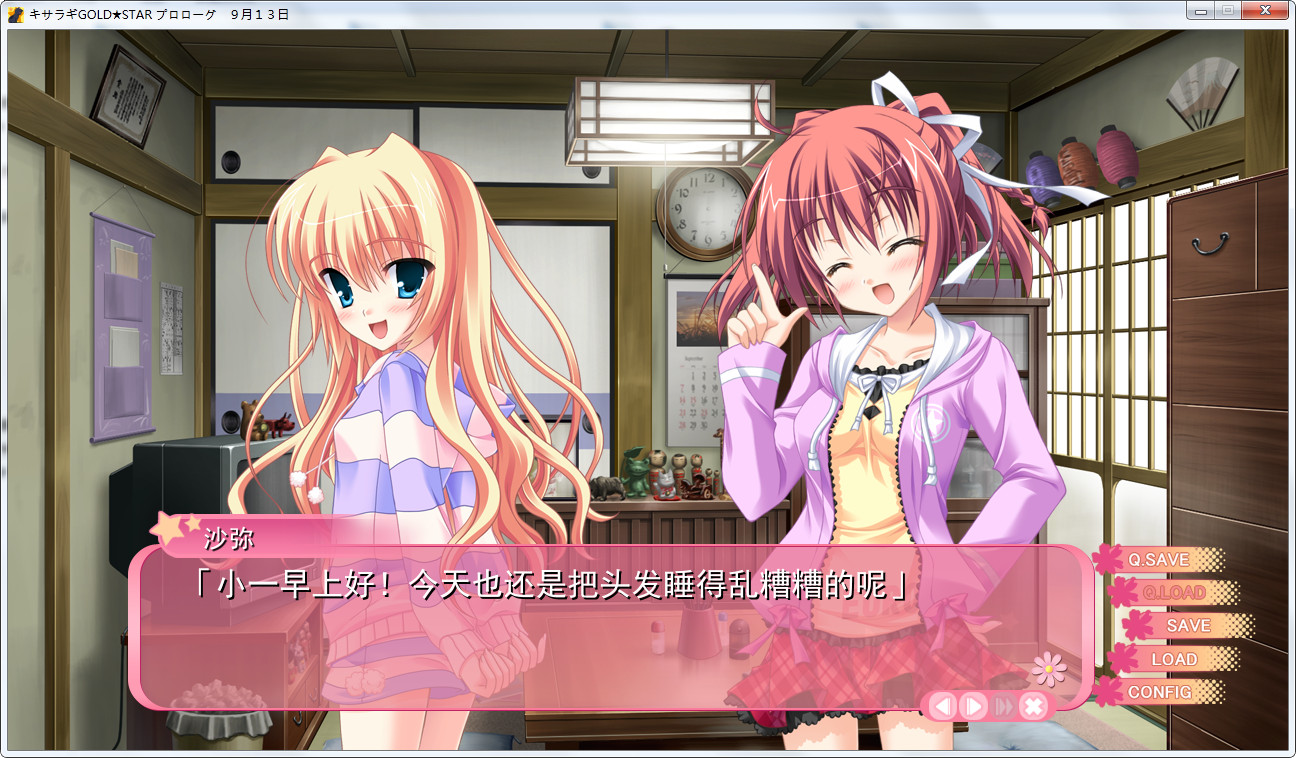 キサラギGOLD★STAR プロローグ　９月１３日
沙弥
「小一早上好！今天也还是把头发睡得乱糟糟的呢」
Q.SAVE
Q.LOAD
SAVE
LOAD
CONFIG